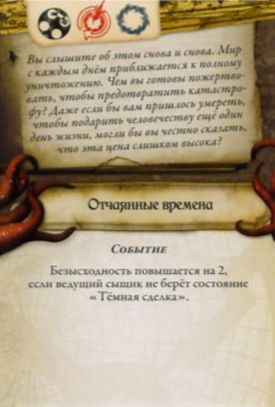 Вы слышите об этом снова и снова. Мир
с каждым днём приближается к полному
уничтожению. Чем вы готовы пожертво-
вать, чтобы предотвратить катастро-
фу? Даже если бы вам пришлось умереть,
чтобы подарить человечеству ещё один
день жизни, могли бы вы честно сказать,
что эта цена слишком высока?
Отчаянные времена
Событие
Безысходность повышается на 2,
если ведущий сыщик не берёт состояние
«Тёмная сделка».